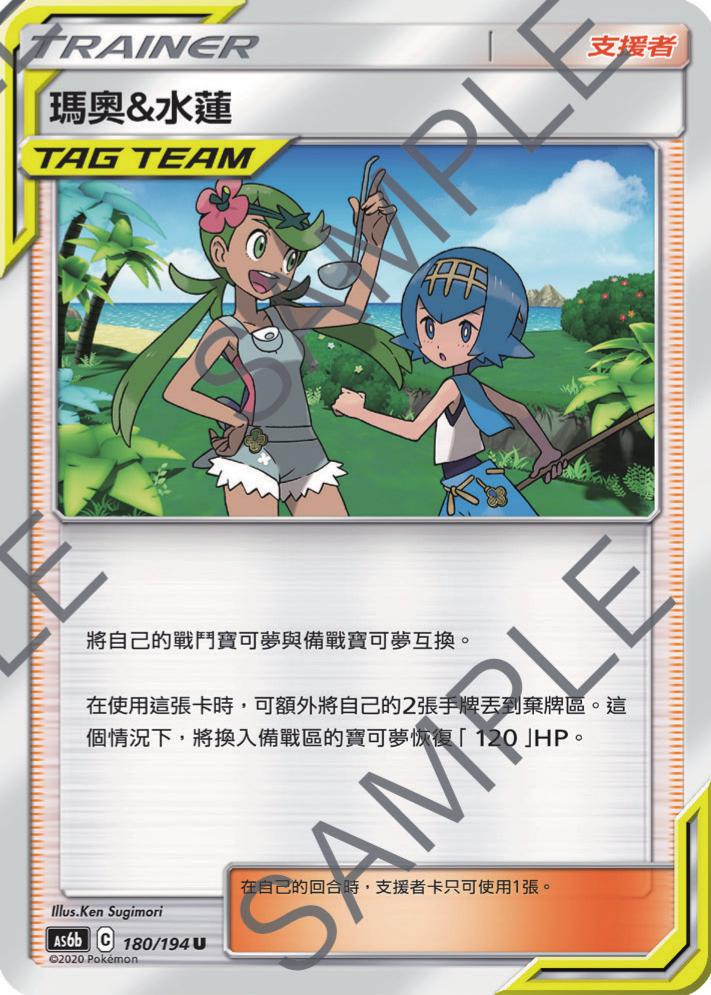 TRAINER
支援者
瑪奧&水蓮
TAG TEAM
將自己的戰鬥寶可夢與備戰寶可夢互換。
在使用這張卡時，可額外將自己的2張手牌丟到棄牌區。這
個情況下，將換入備戰區的寶可夢恢復「 120 」HP。
在自己的回合時，支援者卡只可使用1張。
Illus.Ken Sugimori
AS6b C 180/194 U
©2020 Pokémon
SAMPLE
SAMPLE
LE